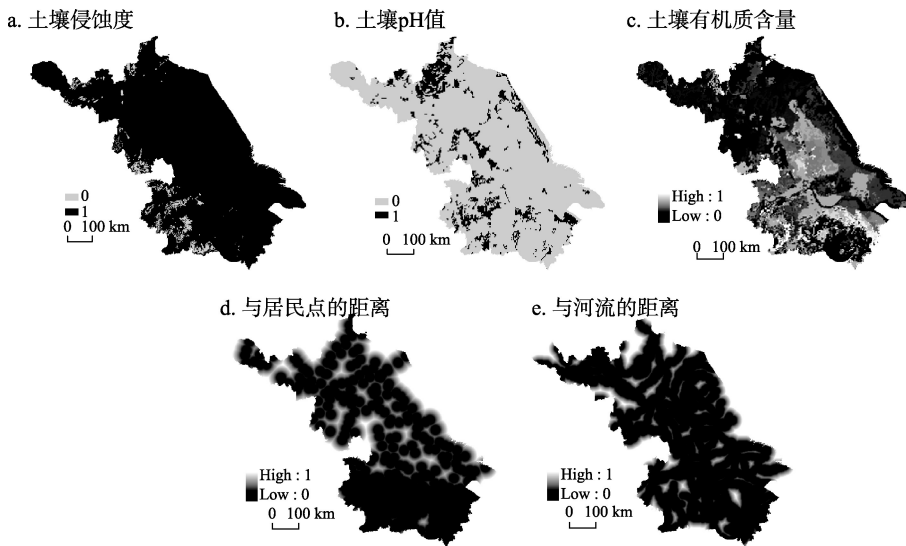 a. 土壤侵蚀度
b. 土壤pH值
c. 土壤有机质含量
0
1
0 100 km
0
1
0 100 km
High : 1
Low : 0
0 100 km
d. 与居民点的距离
e. 与河流的距离
High : 1
Low : 0
0 100 km
High : 1
Low : 0
0 100 km